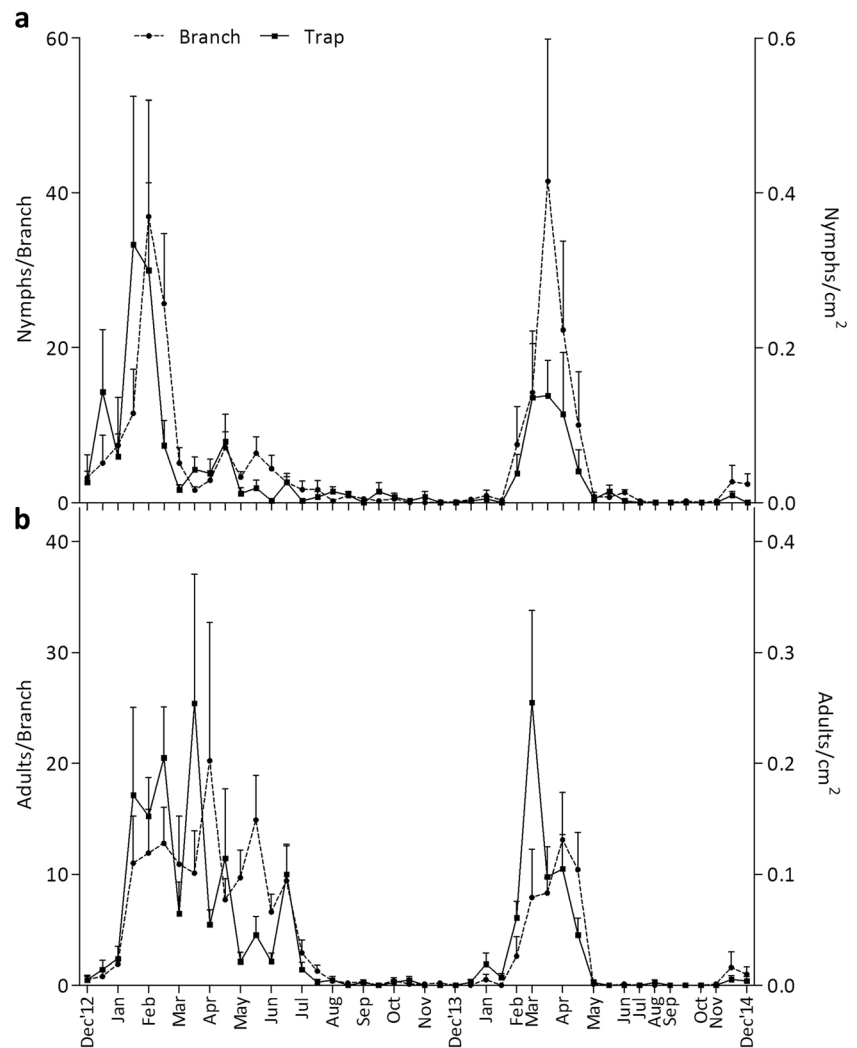 a
Branch Trap
60
40
20
0
Nymphs/Branch
0.6
0.4
0.2
0.0
Nymphs/cm2
b
40
30
20
10
0
Adults/Branch
0.4
0.3
0.2
0.1
0.0
Adults/cm2
Dec'12
Jan
Feb
Mar
Apr
May
Jun
Jul
Aug
Sep
Oct
Nov
Dec'13
Jan
Feb
Mar
Apr
May
Jun
Jul
Aug
Sep
Oct
Nov
Dec'14